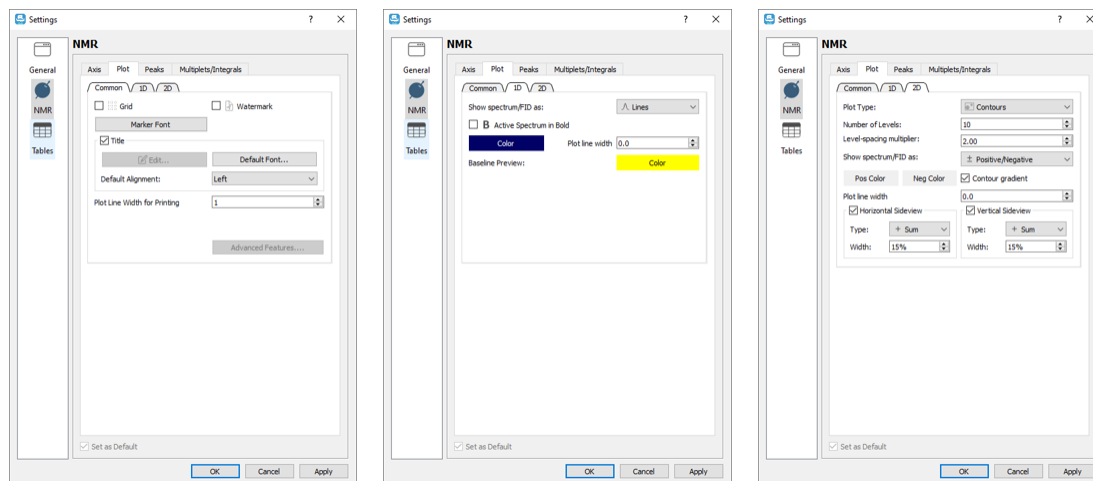 Settings ? ×
NMR
General
NMR
Tables
Axis Plot Peaks Multiplets/Integrals
Common 1D 2D
Grid Watermark
Marker Font
Title
Edit... Default Font...
Default Alignment: Left
Plot Line Width for Printing 1
Advanced Features....
Set as Default
OK Cancel Apply
Settings ? ×
NMR
General
NMR
Tables
Axis Plot Peaks Multiplets/Integrals
Common 1D 2D
Show spectrum/FID as: Lines
B Active Spectrum in Bold
Color Plot line width 0.0
Baseline Preview: Color
Set as Default
OK Cancel Apply
Settings ? ×
NMR
General
NMR
Tables
Axis Plot Peaks Multiplets/Integrals
Common 1D 2D
Plot Type: Contours
Number of Levels: 10
Level-spacing multiplier: 2.00
Show spectrum/FID as: ± Positive/Negative
Pos Color Neg Color Contour gradient
Plot line width 0.0
Horizontal Sideview Vertical Sideview
Type: + Sum Type: + Sum
Width: 15% Width: 15%
Set as Default
OK Cancel Apply